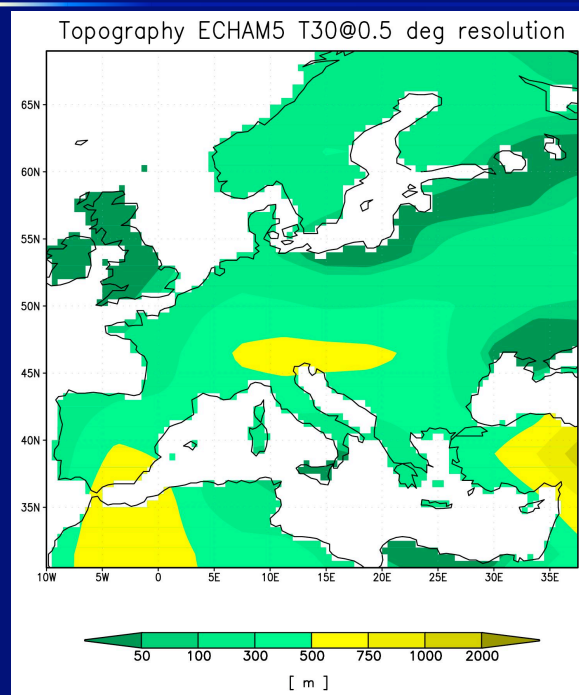 Topography ECHAM5 T30@0.5 deg resolution
65N
60N
55N
50N
45N
40N
35N
10W 5W 0 5E 10E 15E 20E 25E 30E 35E
50 100 300 500 750 1000 2000
[ m ]